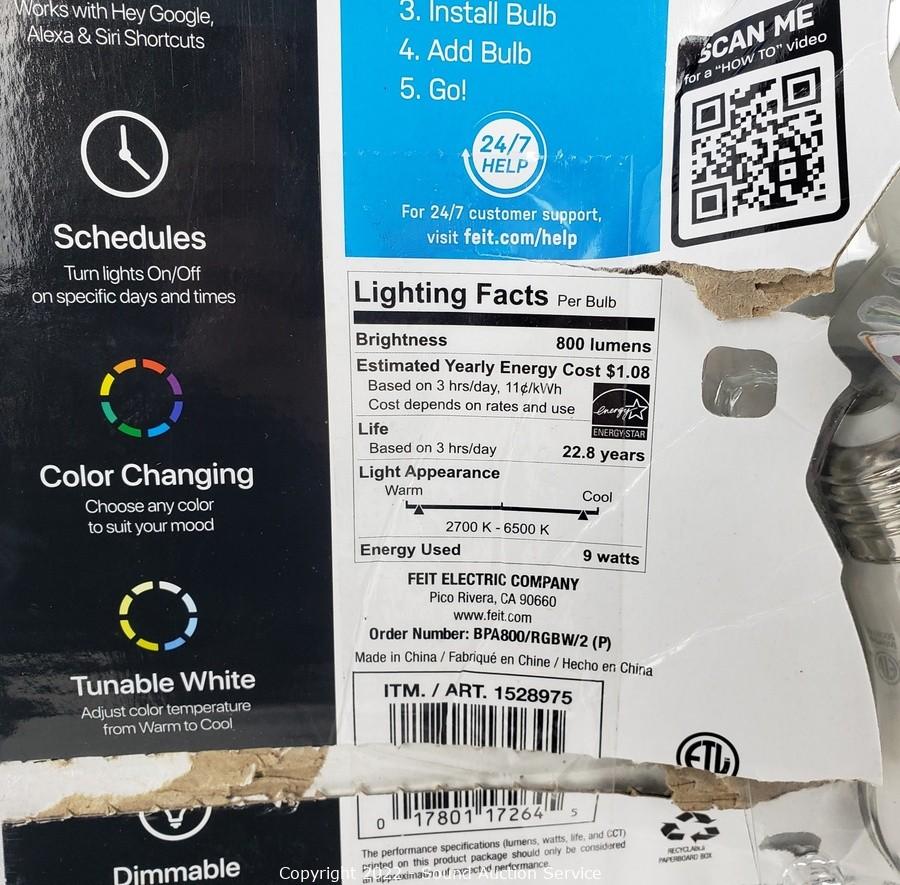 Works with Hey Google,
Alexa & Siri Shortcuts
Schedules
Turn lights On/Off
on specific days and times
Color Changing
Choose any color
to suit your mood
Tunable White
Adjust color temperature
from Warm to Cool
Dimmable
3. Install Bulb
4. Add Bulb
5. Go!
24/7
HELP
For 24/7 customer support,
visit feit.com/help
SCAN ME
for a "HOW TO" video
Lighting Facts Per Bulb
Brightness 800 lumens
Estimated Yearly Energy Cost $1.08
Based on 3 hrs/day, 11¢/kWh
Cost depends on rates and use
energy
ENERGY STAR
Life
Based on 3 hrs/day 22.8 years
Light Appearance
Warm Cool
2700 K - 6500 K
Energy Used 9 watts
FEIT ELECTRIC COMPANY
Pico Rivera, CA 90660
www.feit.com
Order Number: BPA800/RGBW/2 (P)
Made in China / Fabriqué en Chine / Hecho en China
ITM. / ART. 1528975
0 17801 17264 5
The performance specifications (lumens, watts, life, and CCT)
printed on this product package should only be considered
an approximation of expected performance.
ETL
RECYCLABLE
PAPERBOARD BOX
Copyright 2022 - Sound Auction Service